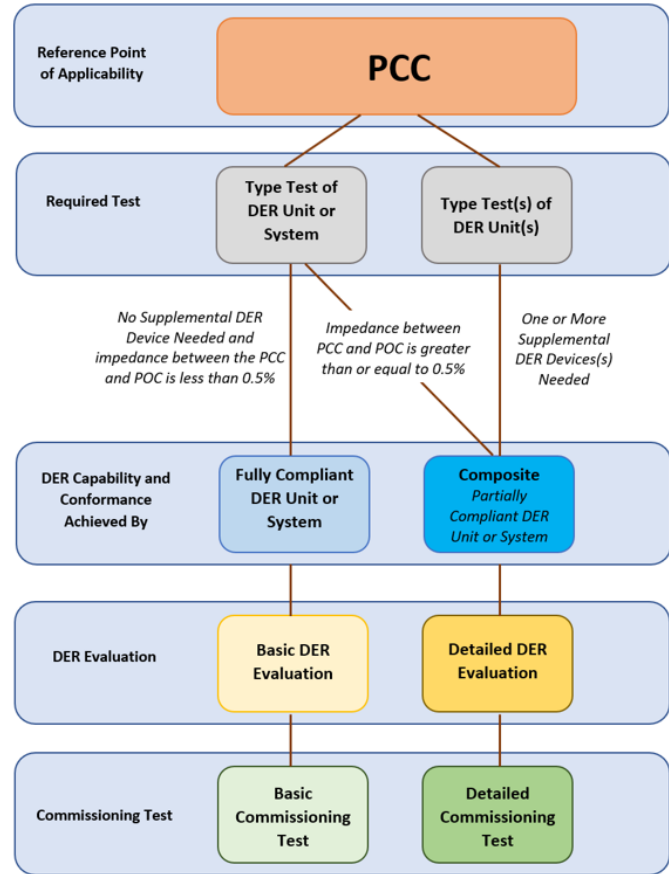 Reference Point
of Applicability
PCC
Required Test
Type Test of
DER Unit or
System
Type Test(s) of
DER Unit(s)
No Supplemental DER
Device Needed and
impedance between the PCC
and POC is less than 0.5%
Impedance between
PCC and POC is greater
than or equal to 0.5%
One or More
Supplemental
DER Devices(s)
Needed
DER Capability and
Conformance
Achieved By
Fully Compliant
DER Unit or
System
Composite
Partially
Compliant DER
Unit or System
DER Evaluation
Basic DER
Evaluation
Detailed DER
Evaluation
Commissioning Test
Basic
Commissioning
Test
Detailed
Commissioning
Test